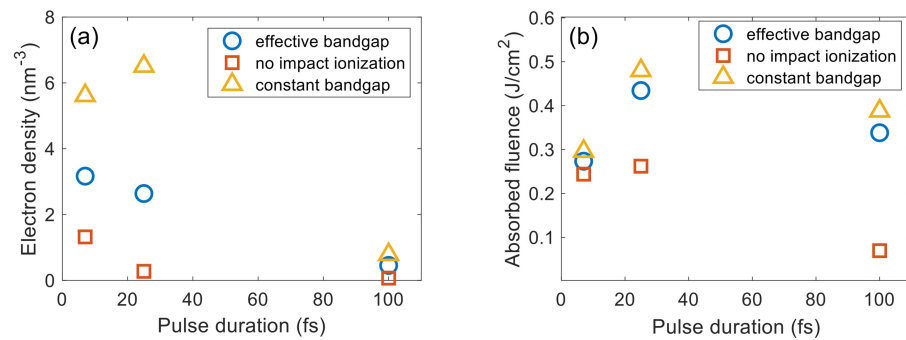 (a)
effective bandgap
no impact ionization
constant bandgap
8
6
4
2
0
Electron density (nm⁻³)
0 20 40 60 80 100
Pulse duration (fs)
(b)
effective bandgap
no impact ionization
constant bandgap
0.6
0.5
0.4
0.3
0.2
0.1
Absorbed fluence (J/cm²)
0 20 40 60 80 100
Pulse duration (fs)